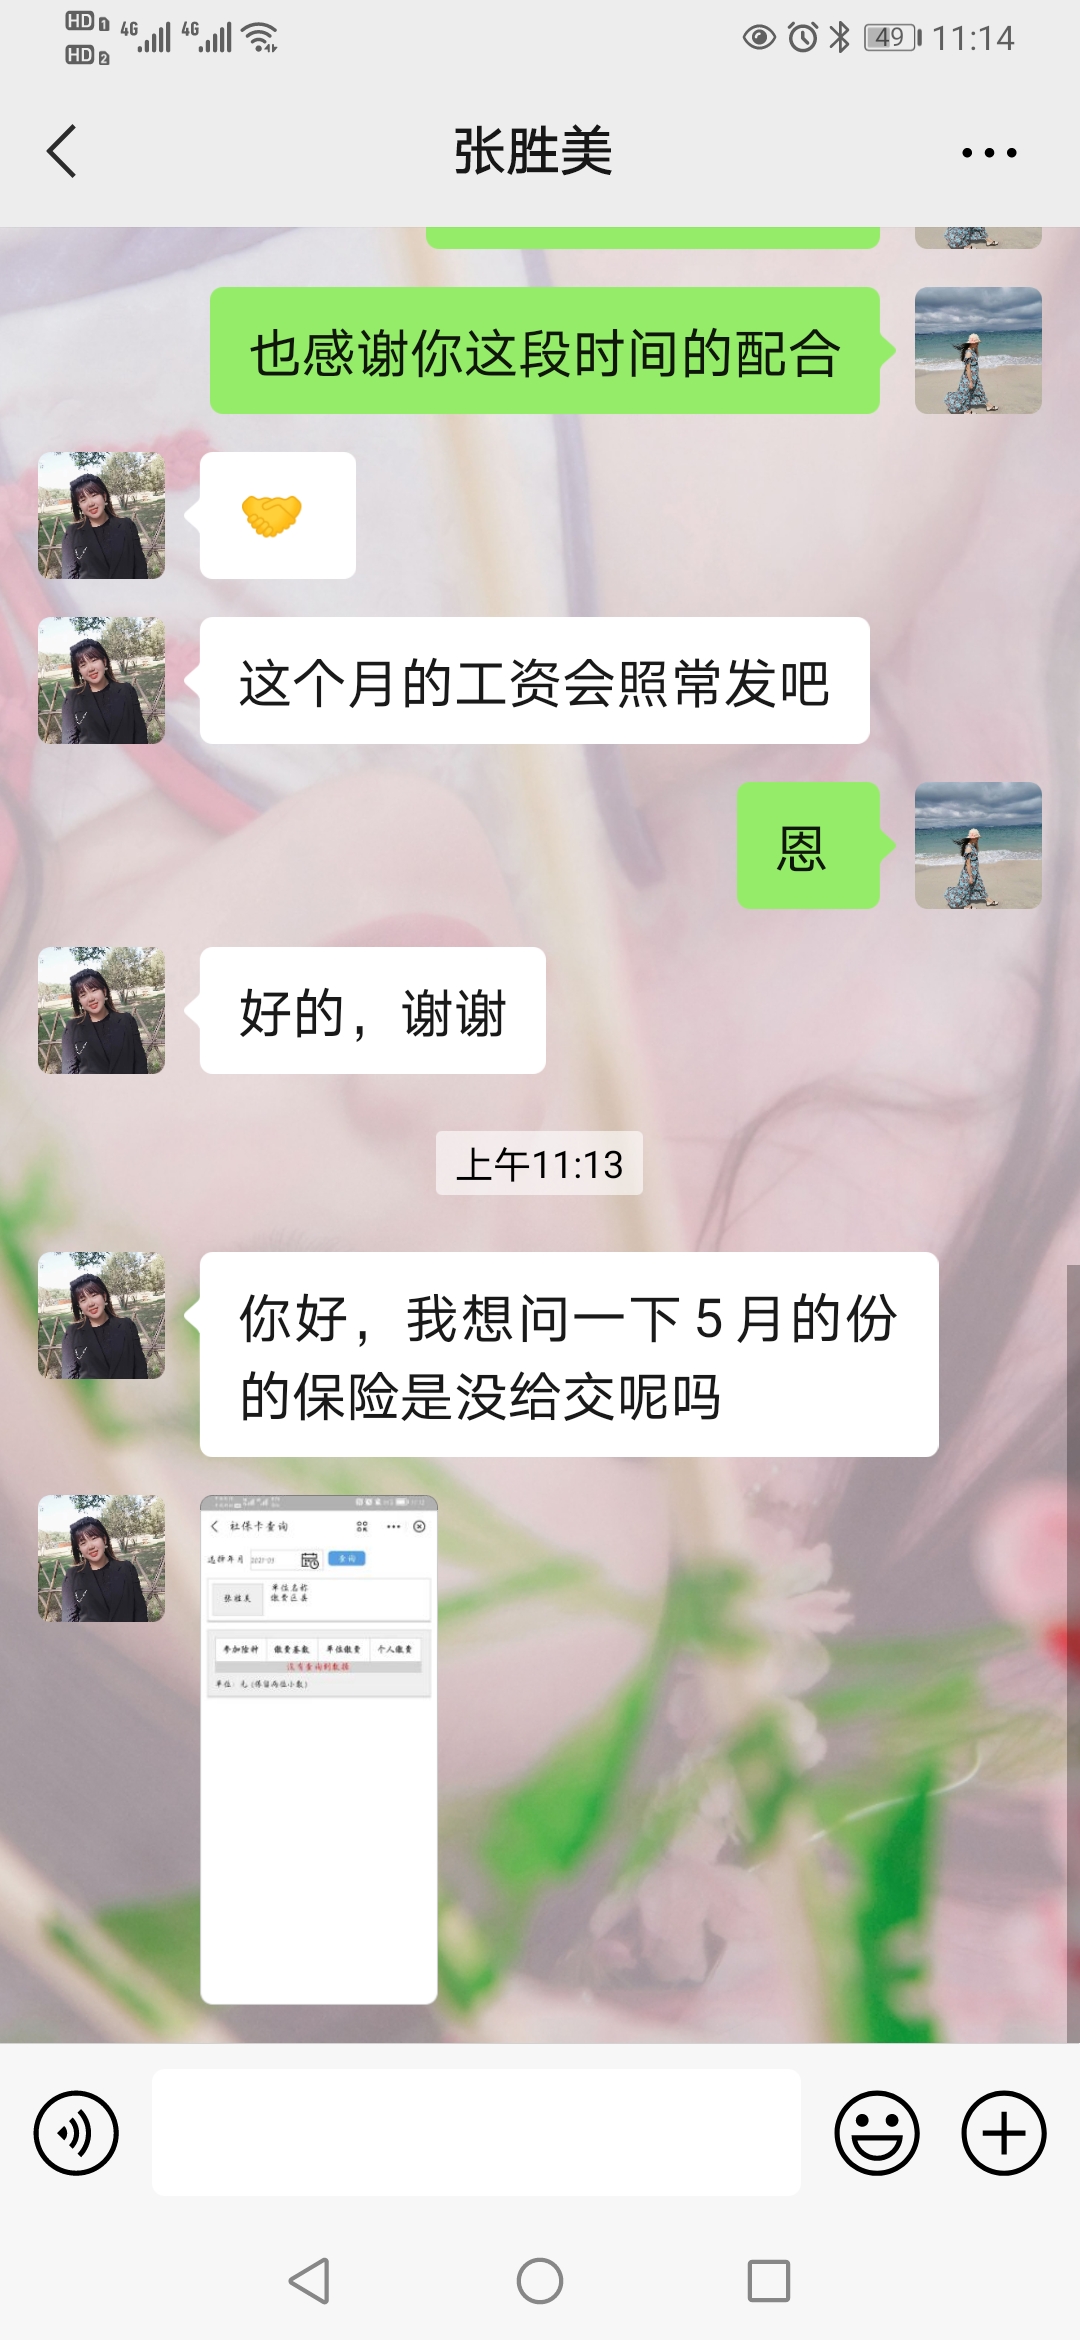 HD 1 4G 4G 49 11:14
HD 2
张胜美
也感谢你这段时间的配合
这个月的工资会照常发吧
恩
好的，谢谢
上午11:13
你好，我想问一下5月的份
的保险是没给交呢吗
社保卡查询
选择年月 查询
单位名称
张胜美
缴费区县
参加险种 缴费基数 单位缴费 个人缴费
没有查询到数据
单位：元（保留两位小数）